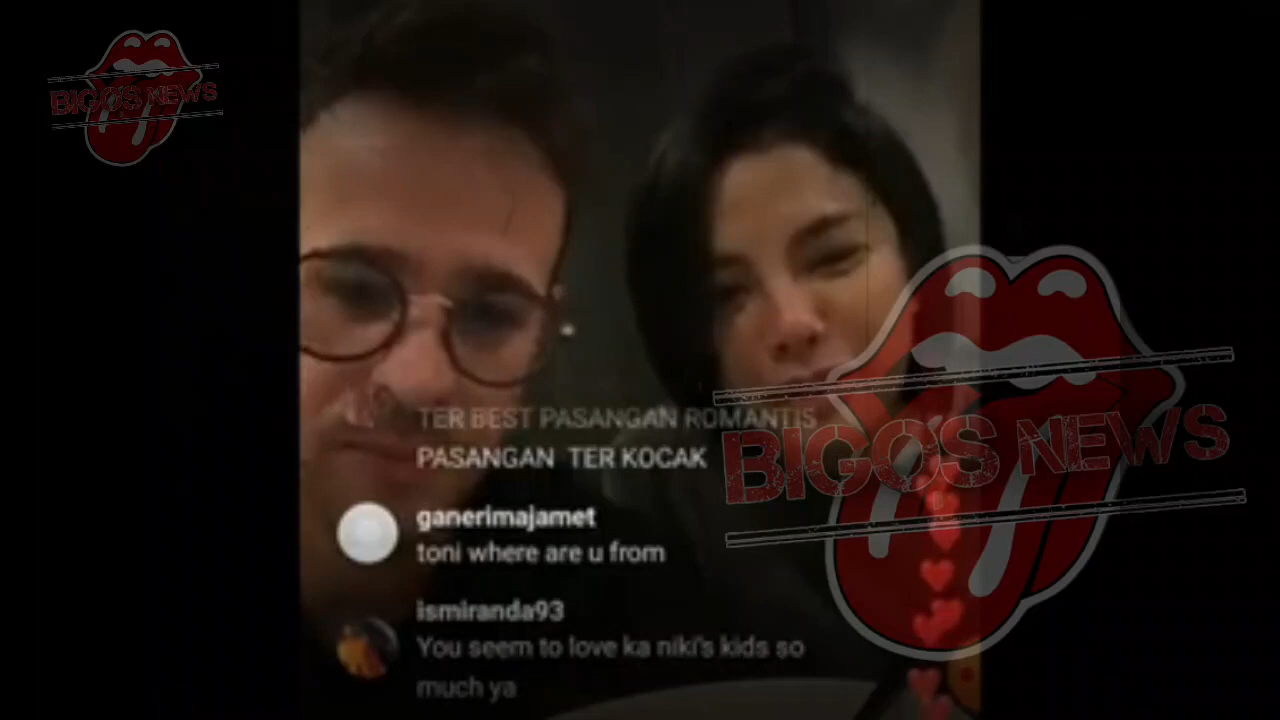 BIGOS NEWS
TER BEST PASANGAN ROMANTIS
PASANGAN TER KOCAK
BIGOS NEWS
ganerimajamet
toni where are u from
ismiranda93
You seem to love ka niki's kids so
much ya